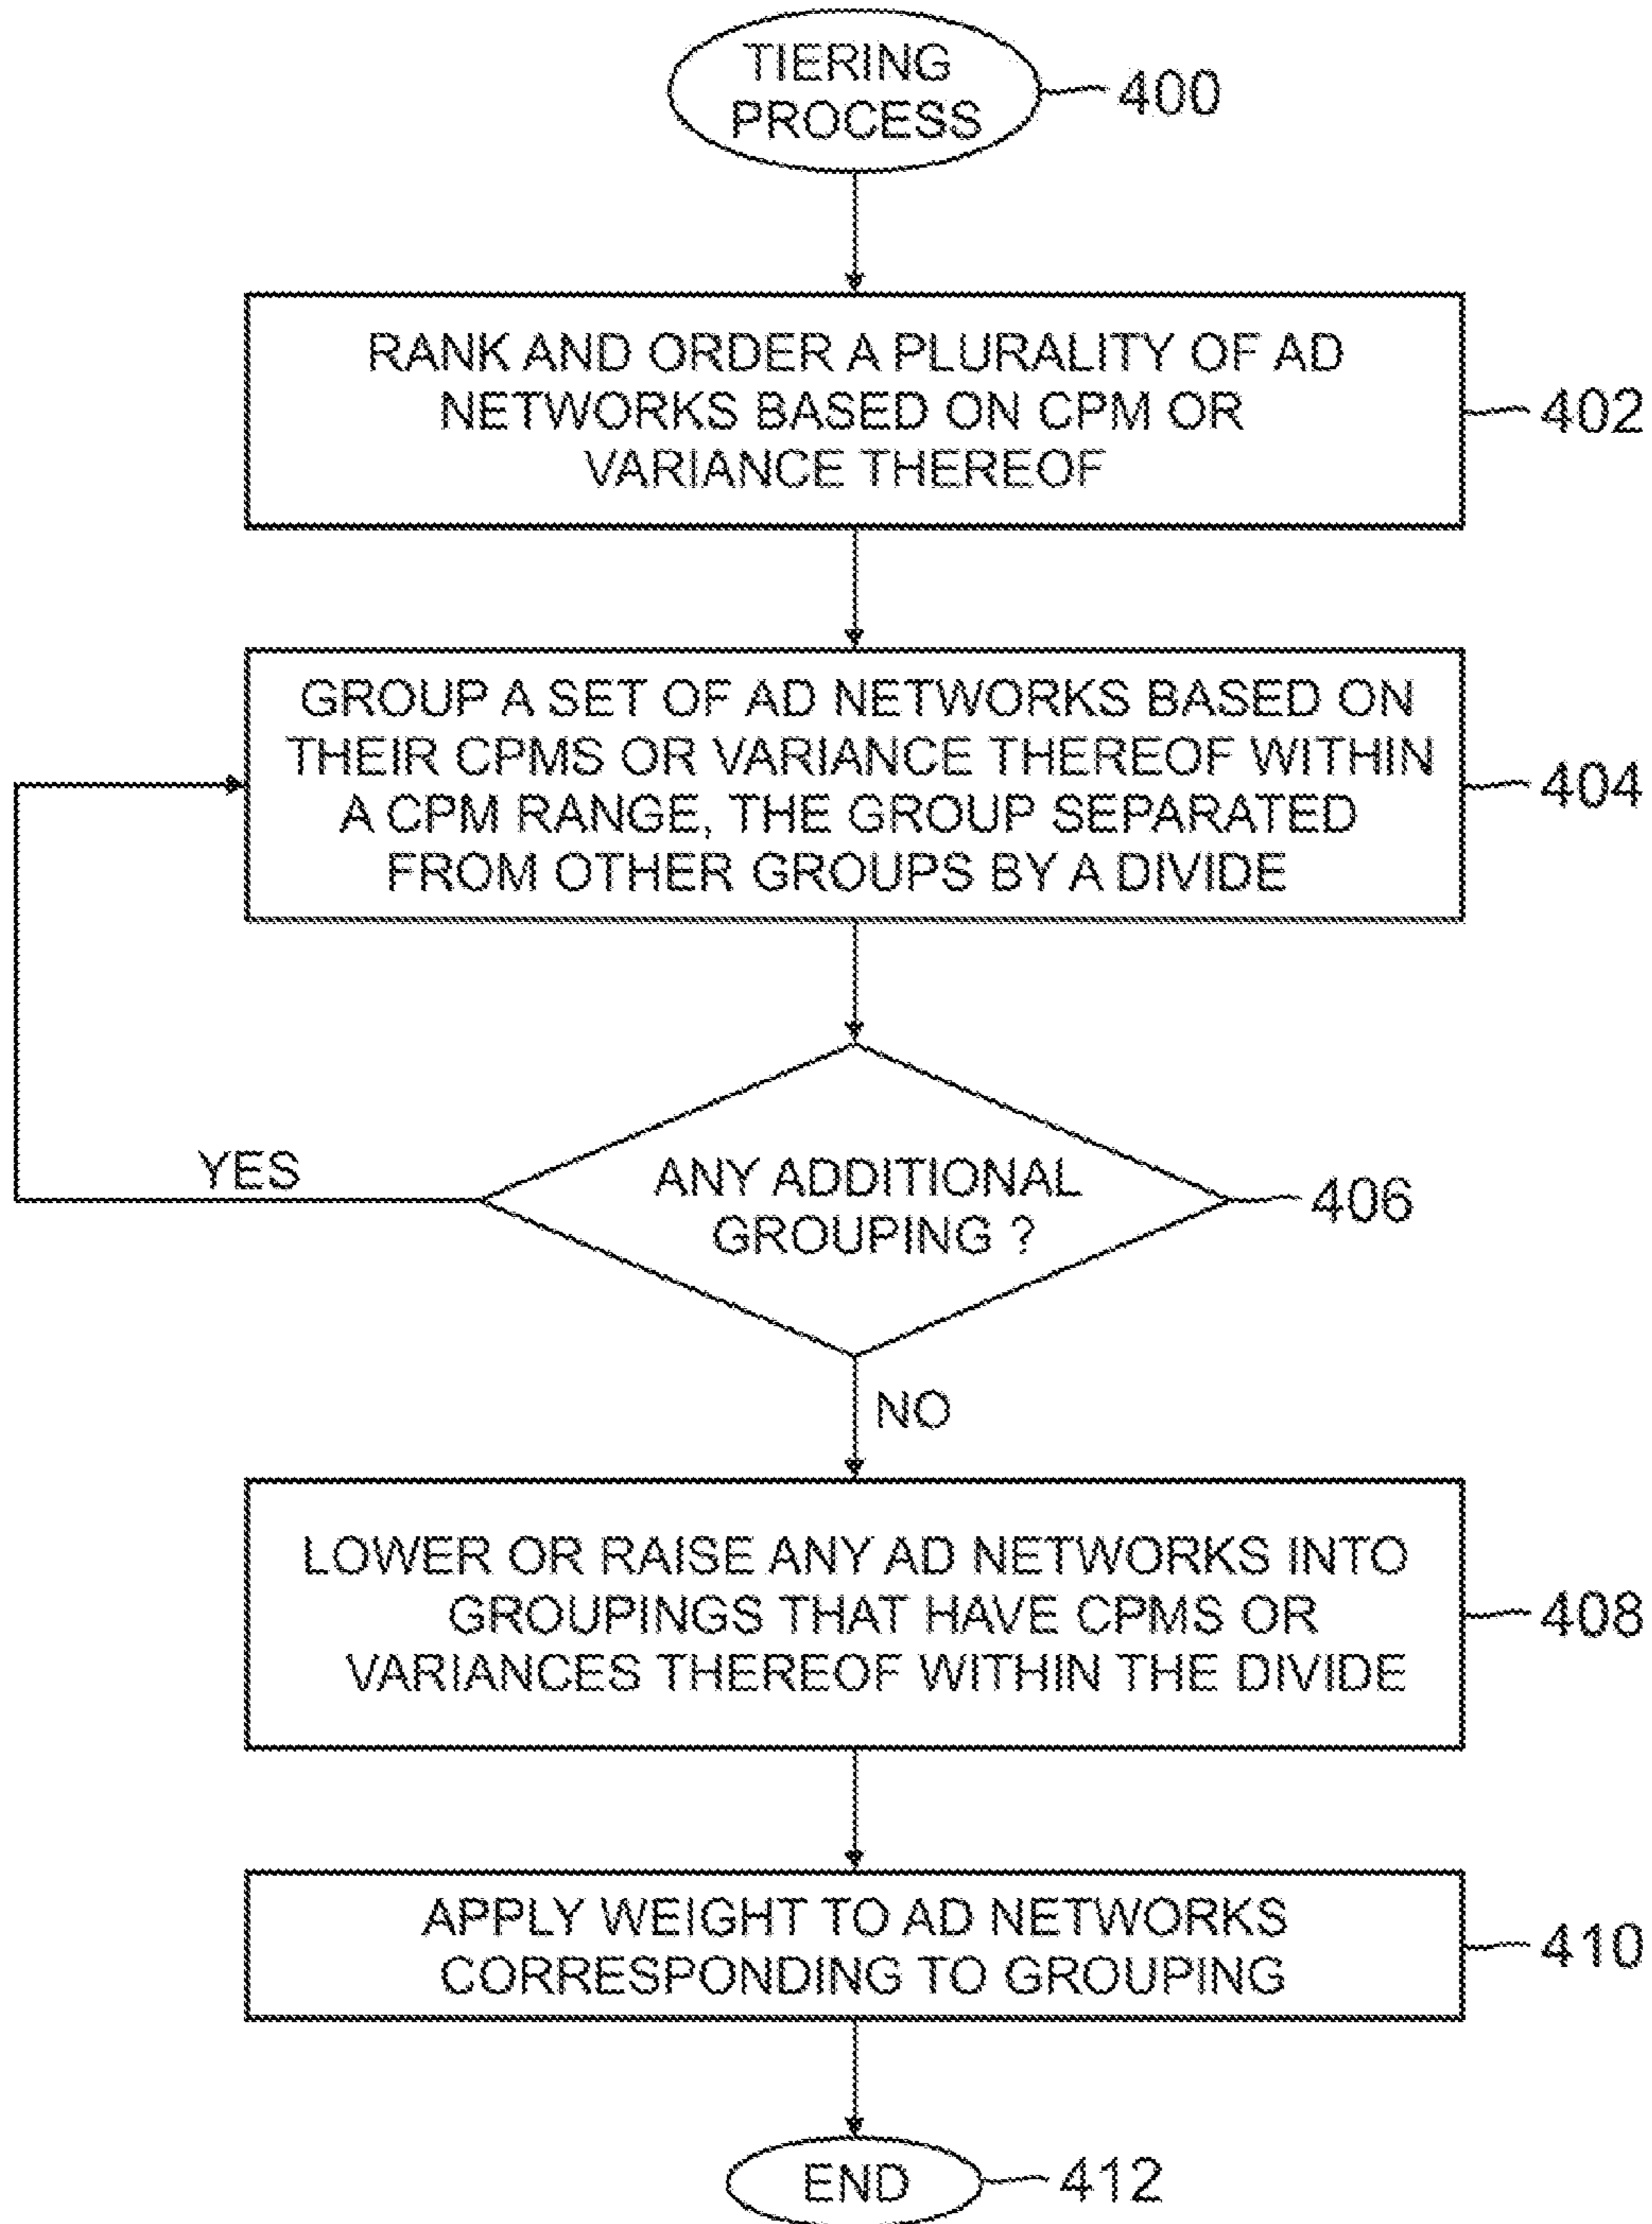 TIERING
PROCESS
400
RANK AND ORDER A PLURALITY OF AD
NETWORKS BASED ON CPM OR
VARIANCE THEREOF
402
GROUP A SET OF AD NETWORKS BASED ON
THEIR CPMS OR VARIANCE THEREOF WITHIN
A CPM RANGE, THE GROUP SEPARATED
FROM OTHER GROUPS BY A DIVIDE
404
YES
ANY ADDITIONAL
GROUPING ?
406
NO
LOWER OR RAISE ANY AD NETWORKS INTO
GROUPINGS THAT HAVE CPMS OR
VARIANCES THEREOF WITHIN THE DIVIDE
408
APPLY WEIGHT TO AD NETWORKS
CORRESPONDING TO GROUPING
410
END
412